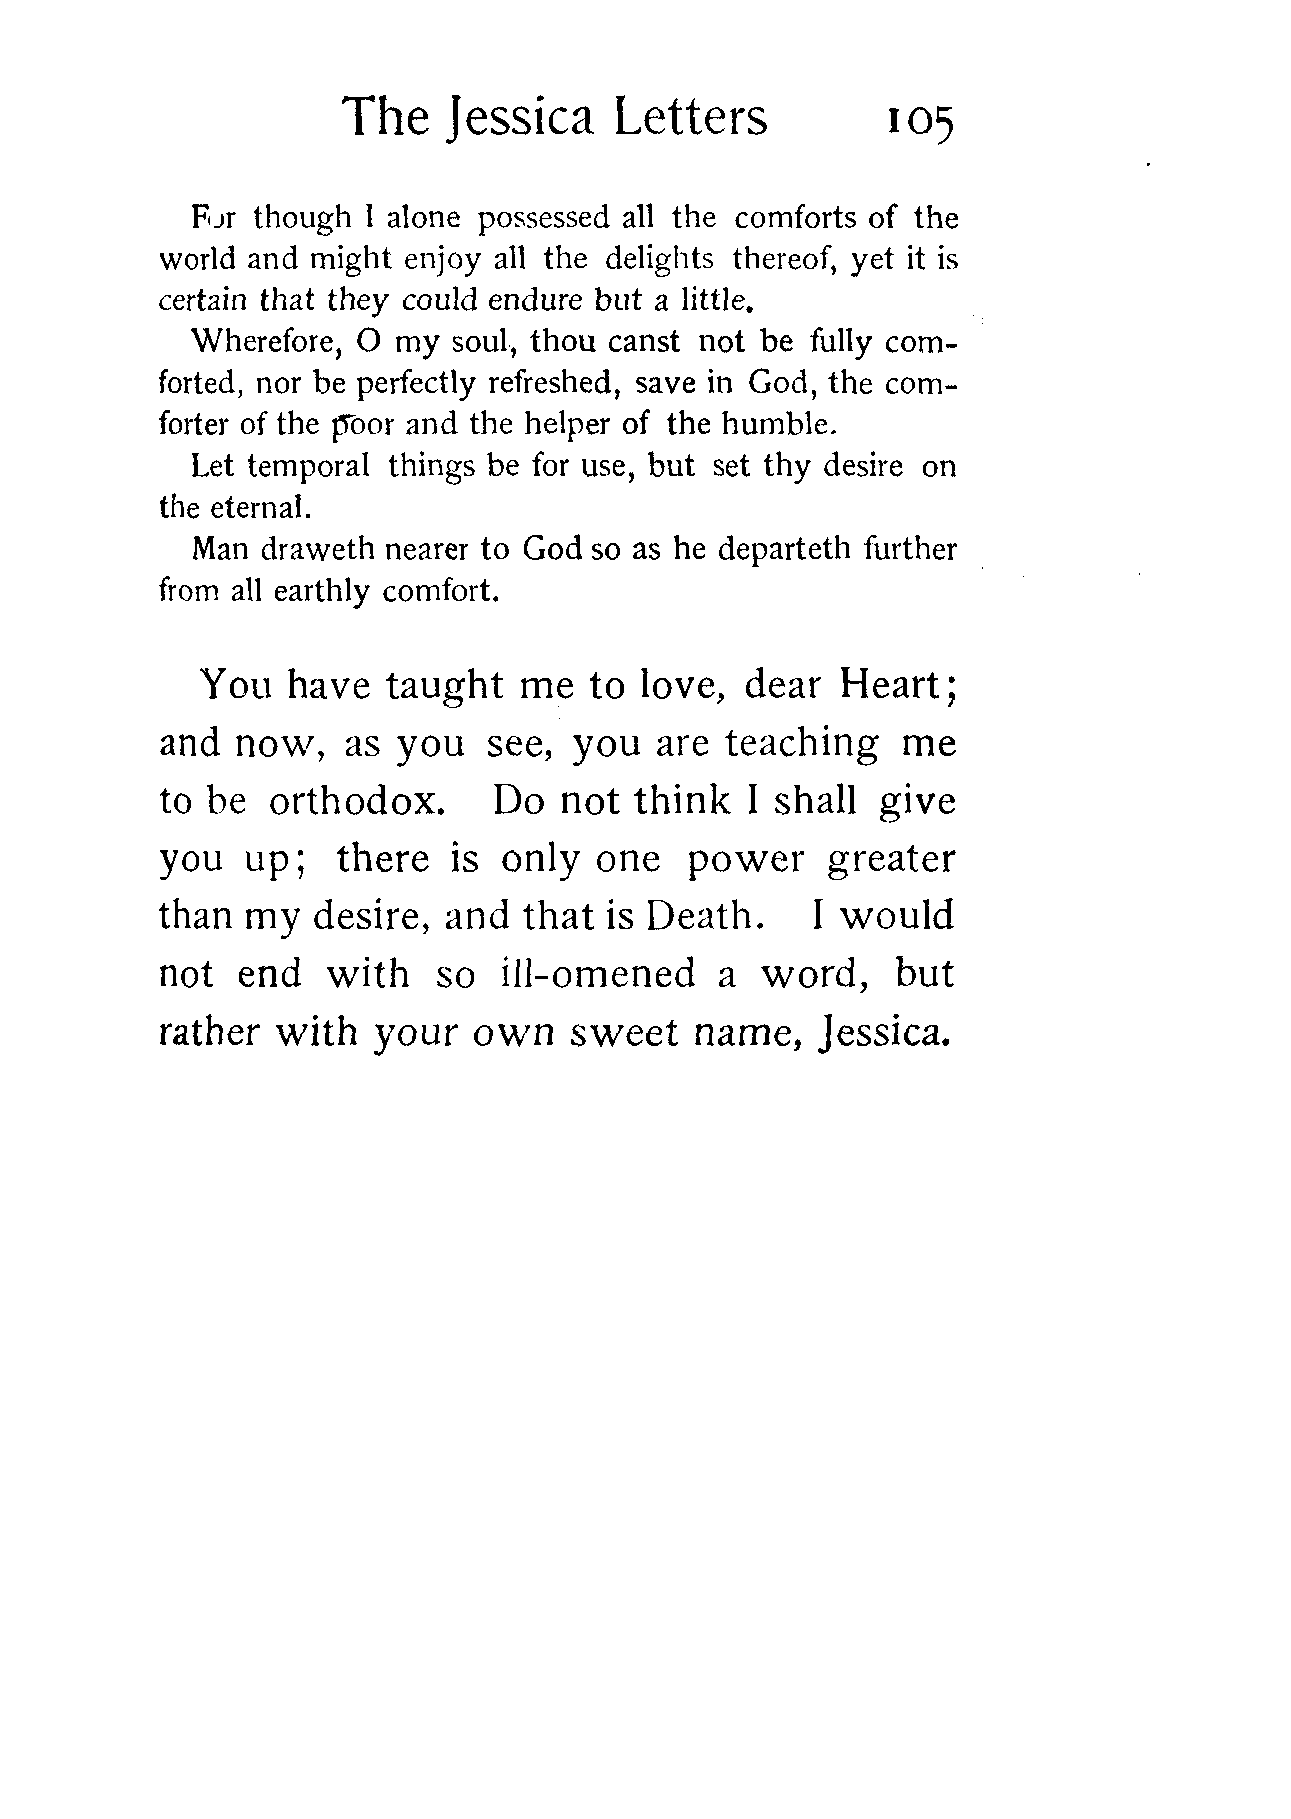 The Jessica Letters 105
For though I alone possessed all the comforts of the
world and might enjoy all the delights thereof, yet it is
certain that they could endure but a little.
Wherefore, O my soul, thou canst not be fully com-
forted, nor be perfectly refreshed, save in God, the com-
forter of the poor and the helper of the humble.
Let temporal things be for use, but set thy desire on
the eternal.
Man draweth nearer to God so as he departeth further
from all earthly comfort.
You have taught me to love, dear Heart;
and now, as you see, you are teaching me
to be orthodox. Do not think I shall give
you up; there is only one power greater
than my desire, and that is Death. I would
not end with so ill-omened a word, but
rather with your own sweet name, Jessica.